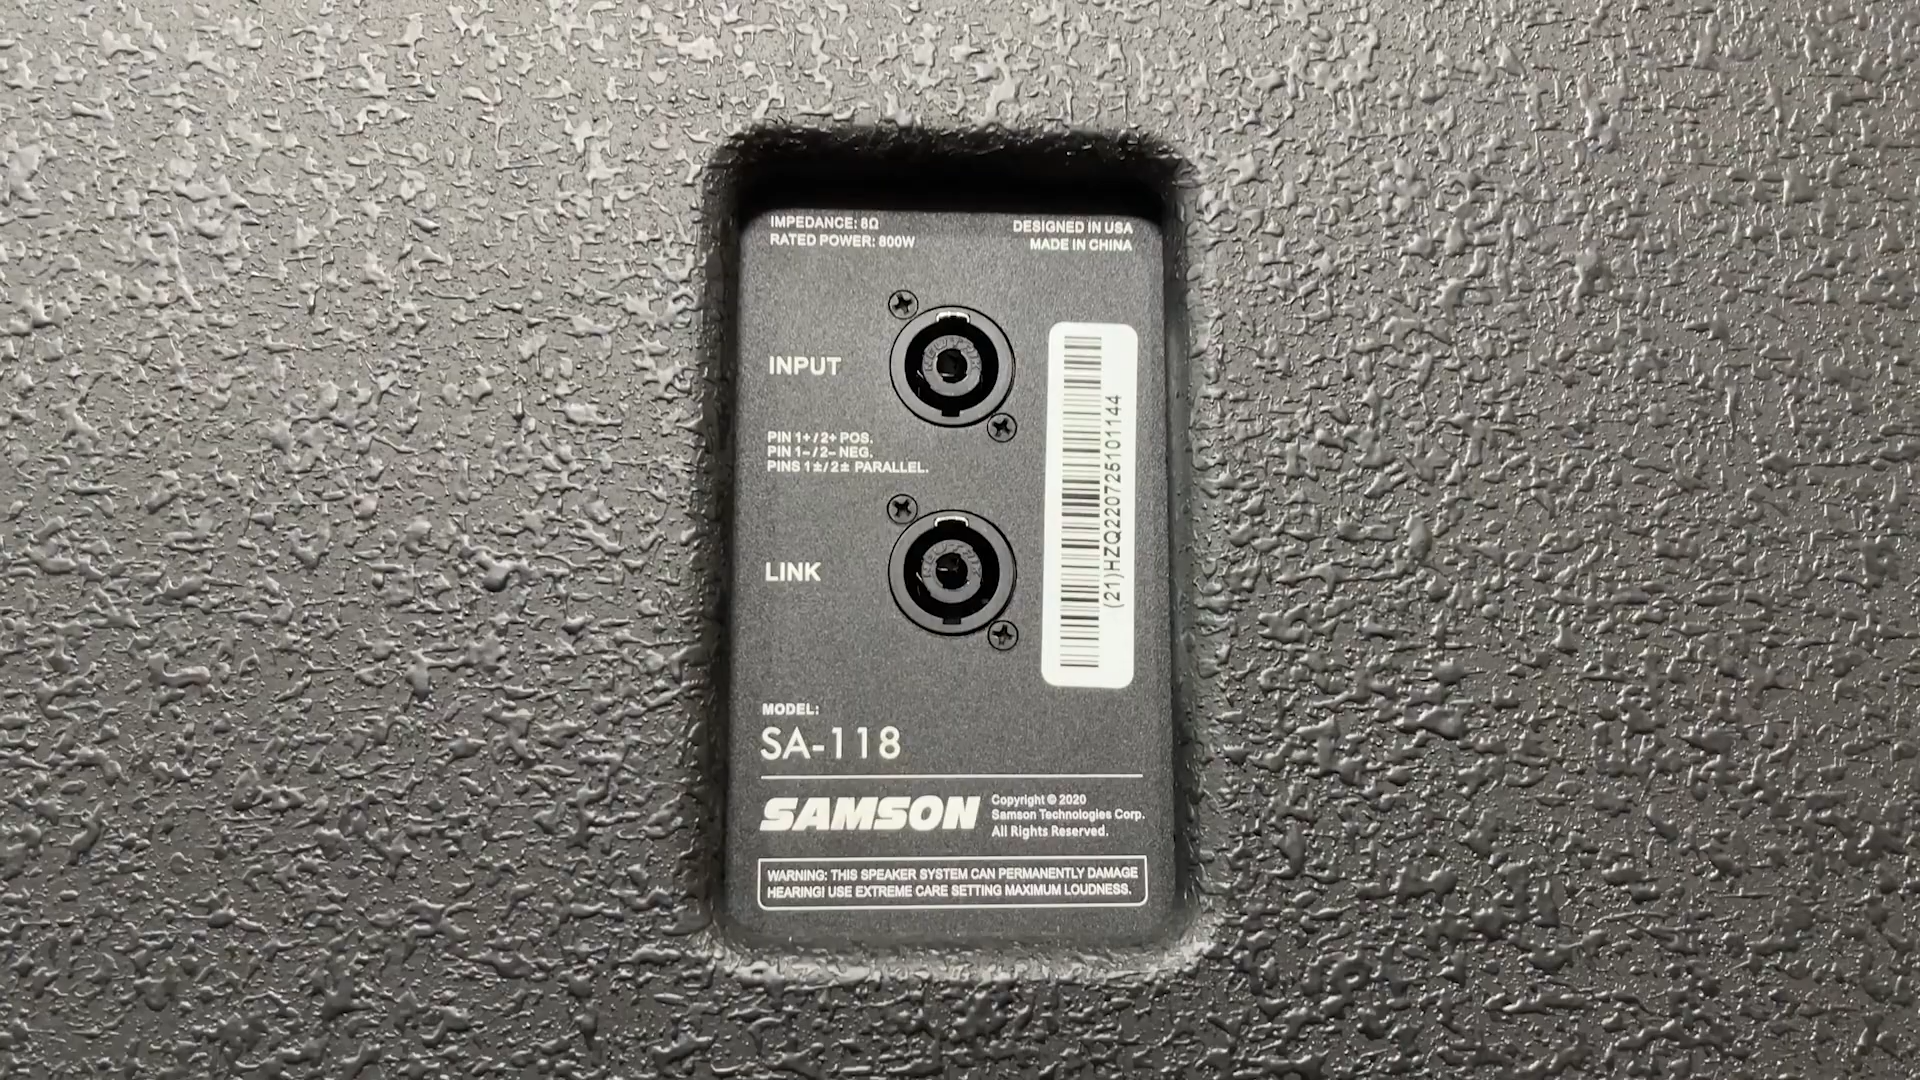 IMPEDANCE: 8Ω
RATED POWER: 800W
DESIGNED IN USA
MADE IN CHINA
INPUT
PIN 1+ / 2+ POS.
PIN 1– / 2– NEG.
PINS 1± / 2± PARALLEL.
LINK
(21)HZQ220725101144
MODEL:
SA-118
SAMSON
Copyright © 2020
Samson Technologies Corp.
All Rights Reserved.
WARNING: THIS SPEAKER SYSTEM CAN PERMANENTLY DAMAGE
HEARING! USE EXTREME CARE SETTING MAXIMUM LOUDNESS.